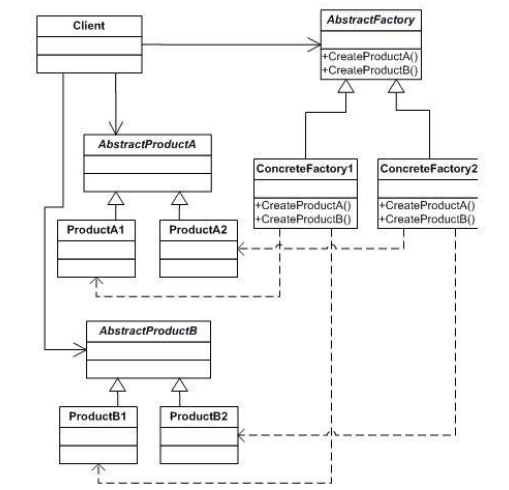 Client
AbstractFactory
+CreateProductA()
+CreateProductB()
AbstractProductA
ConcreteFactory1
+CreateProductA()
+CreateProductB()
ConcreteFactory2
+CreateProductA()
+CreateProductB()
ProductA1
ProductA2
AbstractProductB
ProductB1
ProductB2